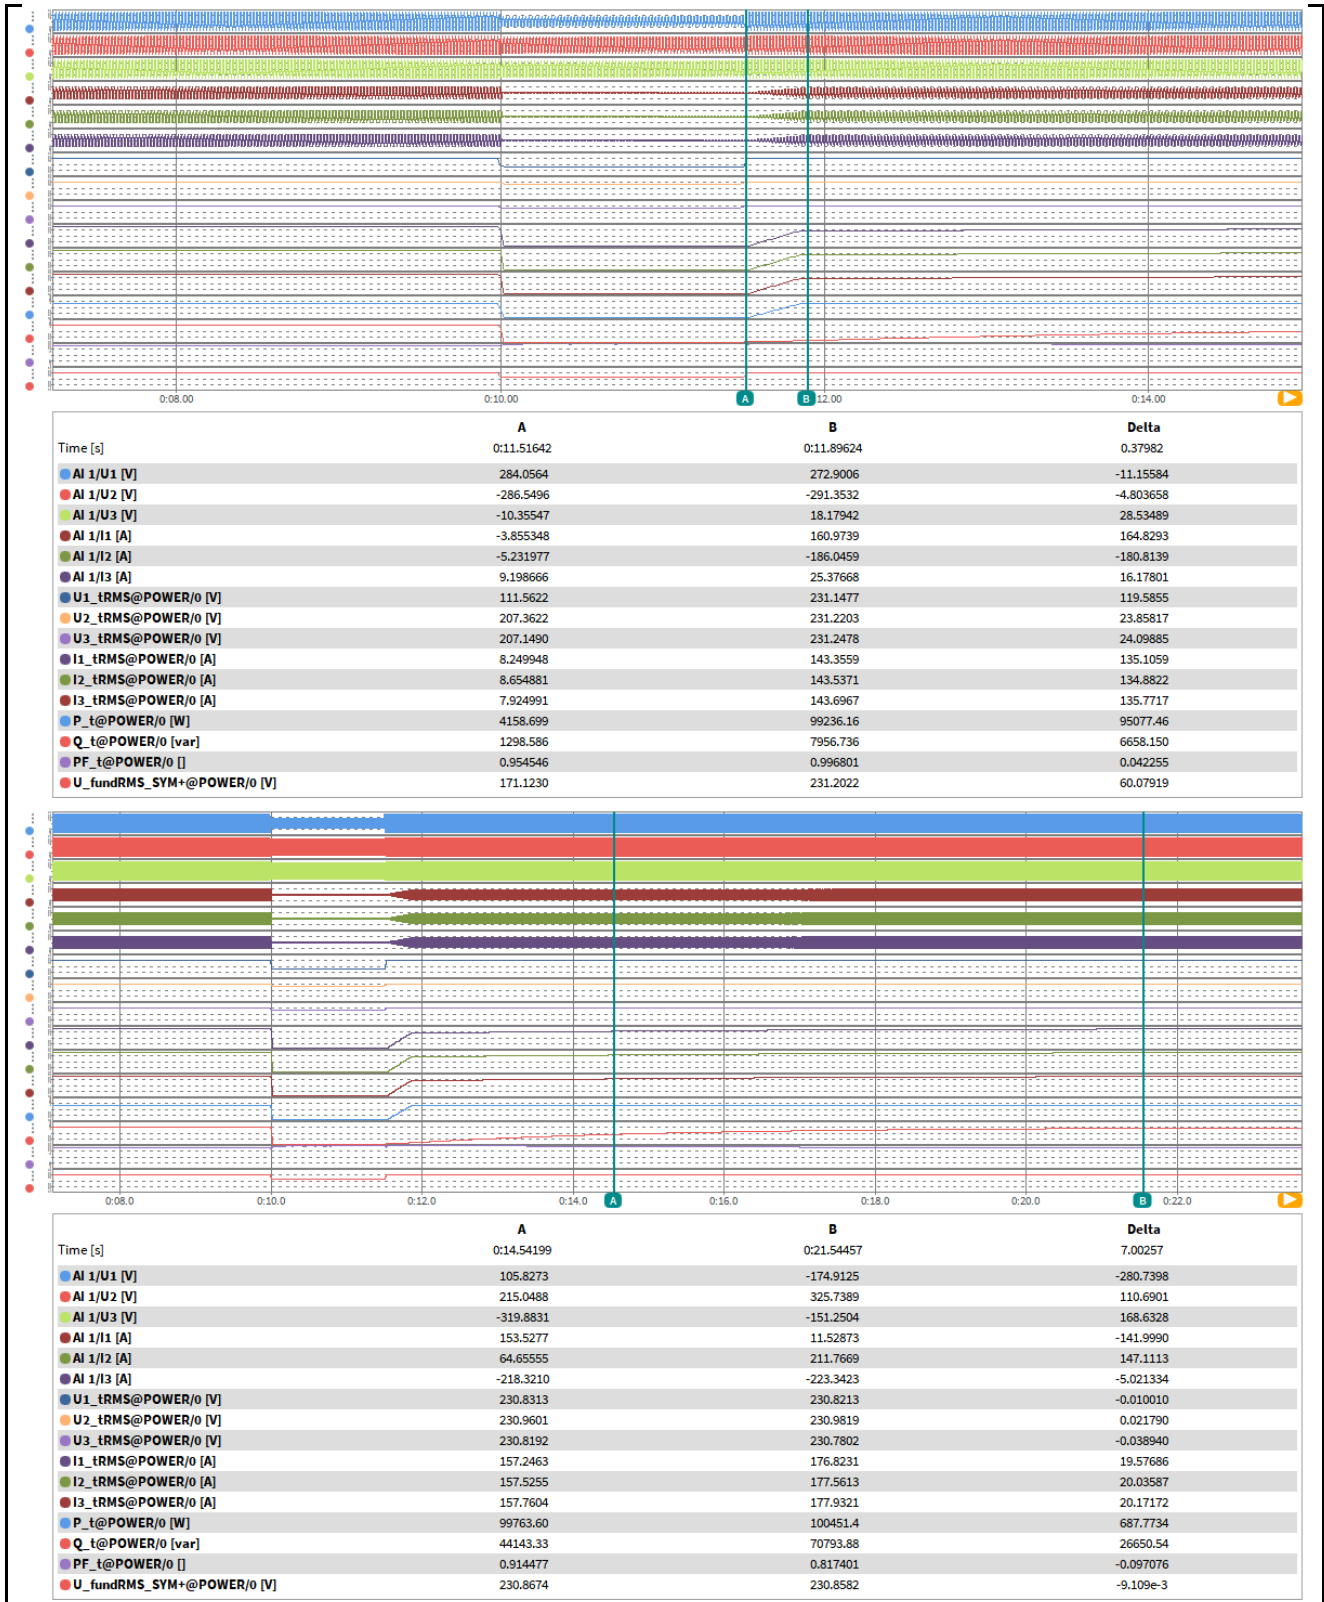 0:08.00 0:10.00 A B 12.00 0:14.00
A B Delta
Time [s] 0:11.51642 0:11.89624 0.37982
AI 1/U1 [V] 284.0564 272.9006 -11.15584
AI 1/U2 [V] -286.5496 -291.3532 -4.803658
AI 1/U3 [V] -10.35547 18.17942 28.53489
AI 1/I1 [A] -3.855348 160.9739 164.8293
AI 1/I2 [A] -5.231977 -186.0459 -180.8139
AI 1/I3 [A] 9.198666 25.37668 16.17801
U1_tRMS@POWER/0 [V] 111.5622 231.1477 119.5855
U2_tRMS@POWER/0 [V] 207.3622 231.2203 23.85817
U3_tRMS@POWER/0 [V] 207.1490 231.2478 24.09885
I1_tRMS@POWER/0 [A] 8.249948 143.3559 135.1059
I2_tRMS@POWER/0 [A] 8.654881 143.5371 134.8822
I3_tRMS@POWER/0 [A] 7.924991 143.6967 135.7717
P_t@POWER/0 [W] 4158.699 99236.16 95077.46
Q_t@POWER/0 [var] 1298.586 7956.736 6658.150
PF_t@POWER/0 [] 0.954546 0.996801 0.042255
U_fundRMS_SYM+@POWER/0 [V] 171.1230 231.2022 60.07919
0:08.0 0:10.0 0:12.0 0:14.0 A 0:16.0 0:18.0 0:20.0 B 0:22.0
A B Delta
Time [s] 0:14.54199 0:21.54457 7.00257
AI 1/U1 [V] 105.8273 -174.9125 -280.7398
AI 1/U2 [V] 215.0488 325.7389 110.6901
AI 1/U3 [V] -319.8831 -151.2504 168.6328
AI 1/I1 [A] 153.5277 11.52873 -141.9990
AI 1/I2 [A] 64.65555 211.7669 147.1113
AI 1/I3 [A] -218.3210 -223.3423 -5.021334
U1_tRMS@POWER/0 [V] 230.8313 230.8213 -0.010010
U2_tRMS@POWER/0 [V] 230.9601 230.9819 0.021790
U3_tRMS@POWER/0 [V] 230.8192 230.7802 -0.038940
I1_tRMS@POWER/0 [A] 157.2463 176.8231 19.57686
I2_tRMS@POWER/0 [A] 157.5255 177.5613 20.03587
I3_tRMS@POWER/0 [A] 157.7604 177.9321 20.17172
P_t@POWER/0 [W] 99763.60 100451.4 687.7734
Q_t@POWER/0 [var] 44143.33 70793.88 26650.54
PF_t@POWER/0 [] 0.914477 0.817401 -0.097076
U_fundRMS_SYM+@POWER/0 [V] 230.8674 230.8582 -9.109e-3